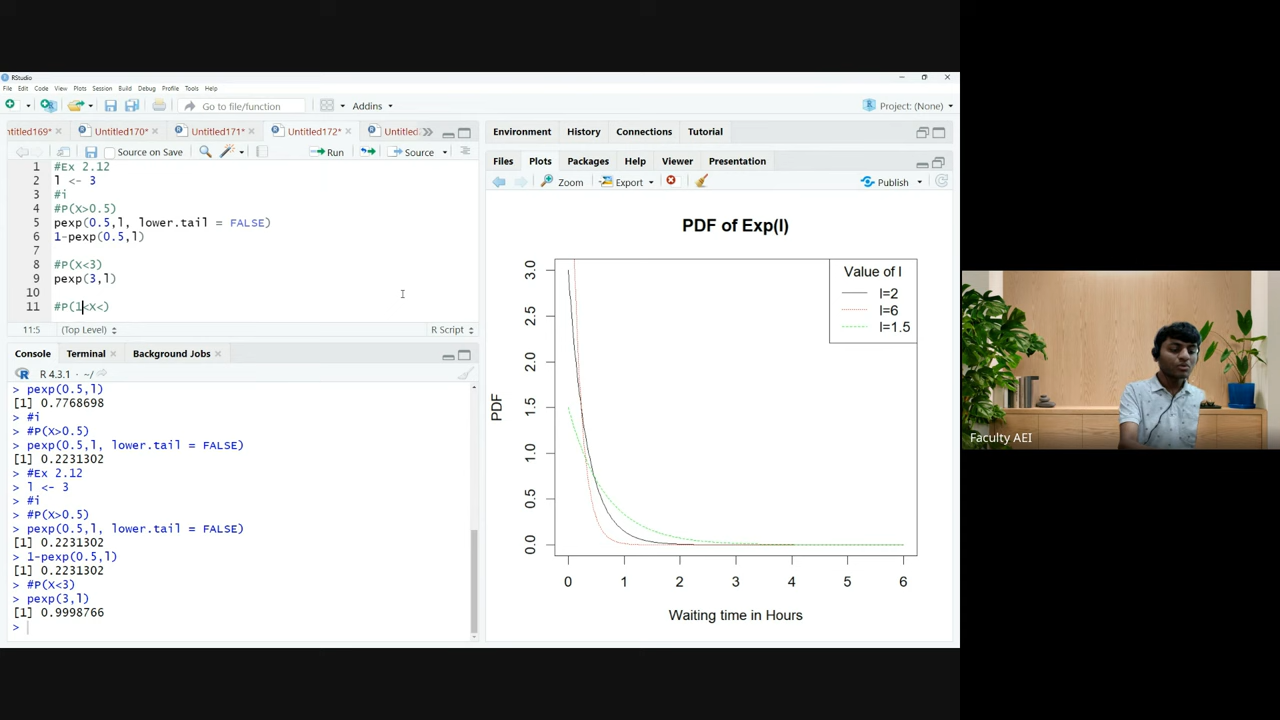 RStudio
File Edit Code View Plots Session Build Debug Profile Tools Help
Go to file/function
Addins
Project: (None)
ntitled169*
Untitled170*
Untitled171*
Untitled172*
Untitled
Source on Save
Run
Source
1 #Ex 2.12
2 l <- 3
3 #i
4 #P(X>0.5)
5 pexp(0.5,l, lower.tail = FALSE)
6 1-pexp(0.5,l)
7
8 #P(X<3)
9 pexp(3,l)
10
11 #P(1<X<)
11:5 (Top Level) R Script
Console Terminal Background Jobs
R 4.3.1 · ~/
> pexp(0.5,l)
[1] 0.7768698
> #i
> #P(X>0.5)
> pexp(0.5,l, lower.tail = FALSE)
[1] 0.2231302
> #Ex 2.12
> l <- 3
> #i
> #P(X>0.5)
> pexp(0.5,l, lower.tail = FALSE)
[1] 0.2231302
> 1-pexp(0.5,l)
[1] 0.2231302
> #P(X<3)
> pexp(3,l)
[1] 0.9998766
>
Environment History Connections Tutorial
Files Plots Packages Help Viewer Presentation
Zoom Export Publish
PDF of Exp(l)
Value of l
l=2
l=6
l=1.5
PDF
3.0
2.5
2.0
1.5
1.0
0.5
0.0
0 1 2 3 4 5 6
Waiting time in Hours
Faculty AEI